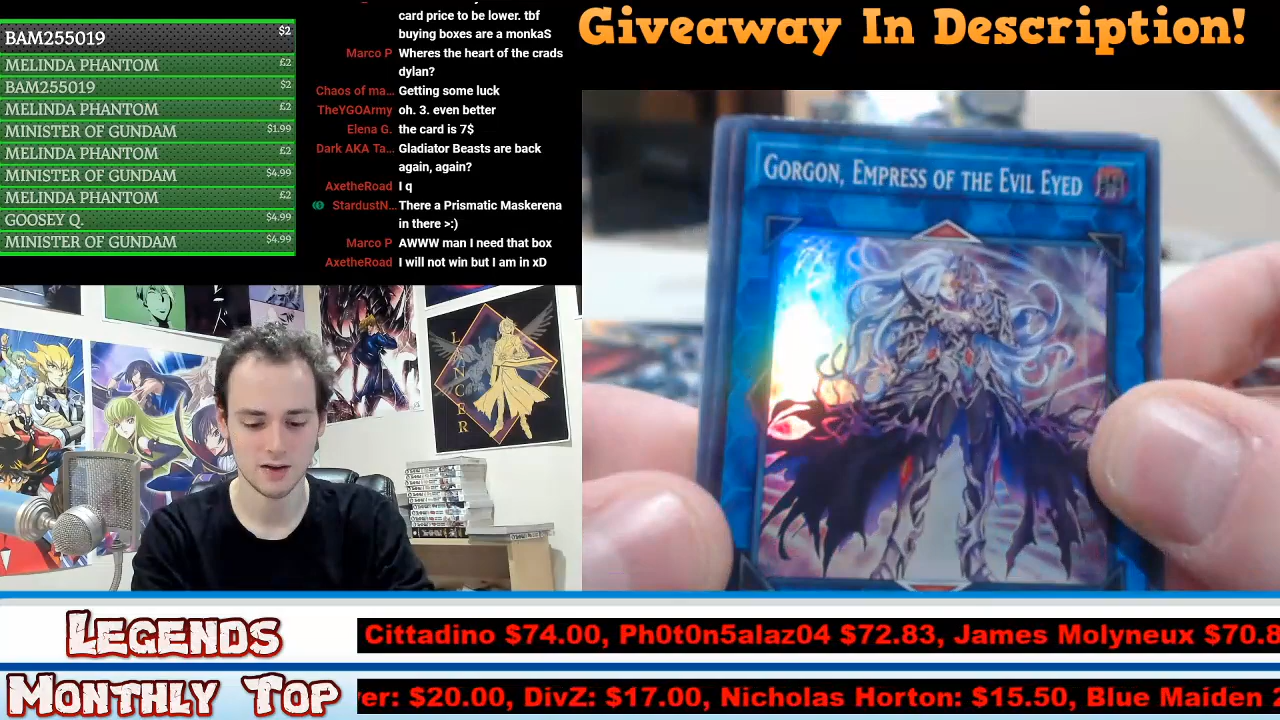 BAM255019 $2
MELINDA PHANTOM £2
BAM255019 $2
MELINDA PHANTOM £2
MINISTER OF GUNDAM $1.99
MELINDA PHANTOM £2
MINISTER OF GUNDAM $4.99
MELINDA PHANTOM £2
GOOSEY Q. $4.99
MINISTER OF GUNDAM $4.99
card price to be lower. tbf
buying boxes are a monkaS
Marco P Wheres the heart of the crads
dylan?
Chaos of ma... Getting some luck
TheYGOArmy oh. 3. even better
Elena G. the card is 7$
Dark AKA Ta... Gladiator Beasts are back
again, again?
AxetheRoad I q
StardustN... There a Prismatic Maskerena
in there >:)
Marco P AWWW man I need that box
AxetheRoad I will not win but I am in xD
Giveaway In Description!
GORGON, EMPRESS OF THE EVIL EYED
LANCER
LEGENDS
Cittadino $74.00, Ph0t0n5alaz04 $72.83, James Molyneux $70.8
MONTHLY TOP
er: $20.00, DivZ: $17.00, Nicholas Horton: $15.50, Blue Maiden 2